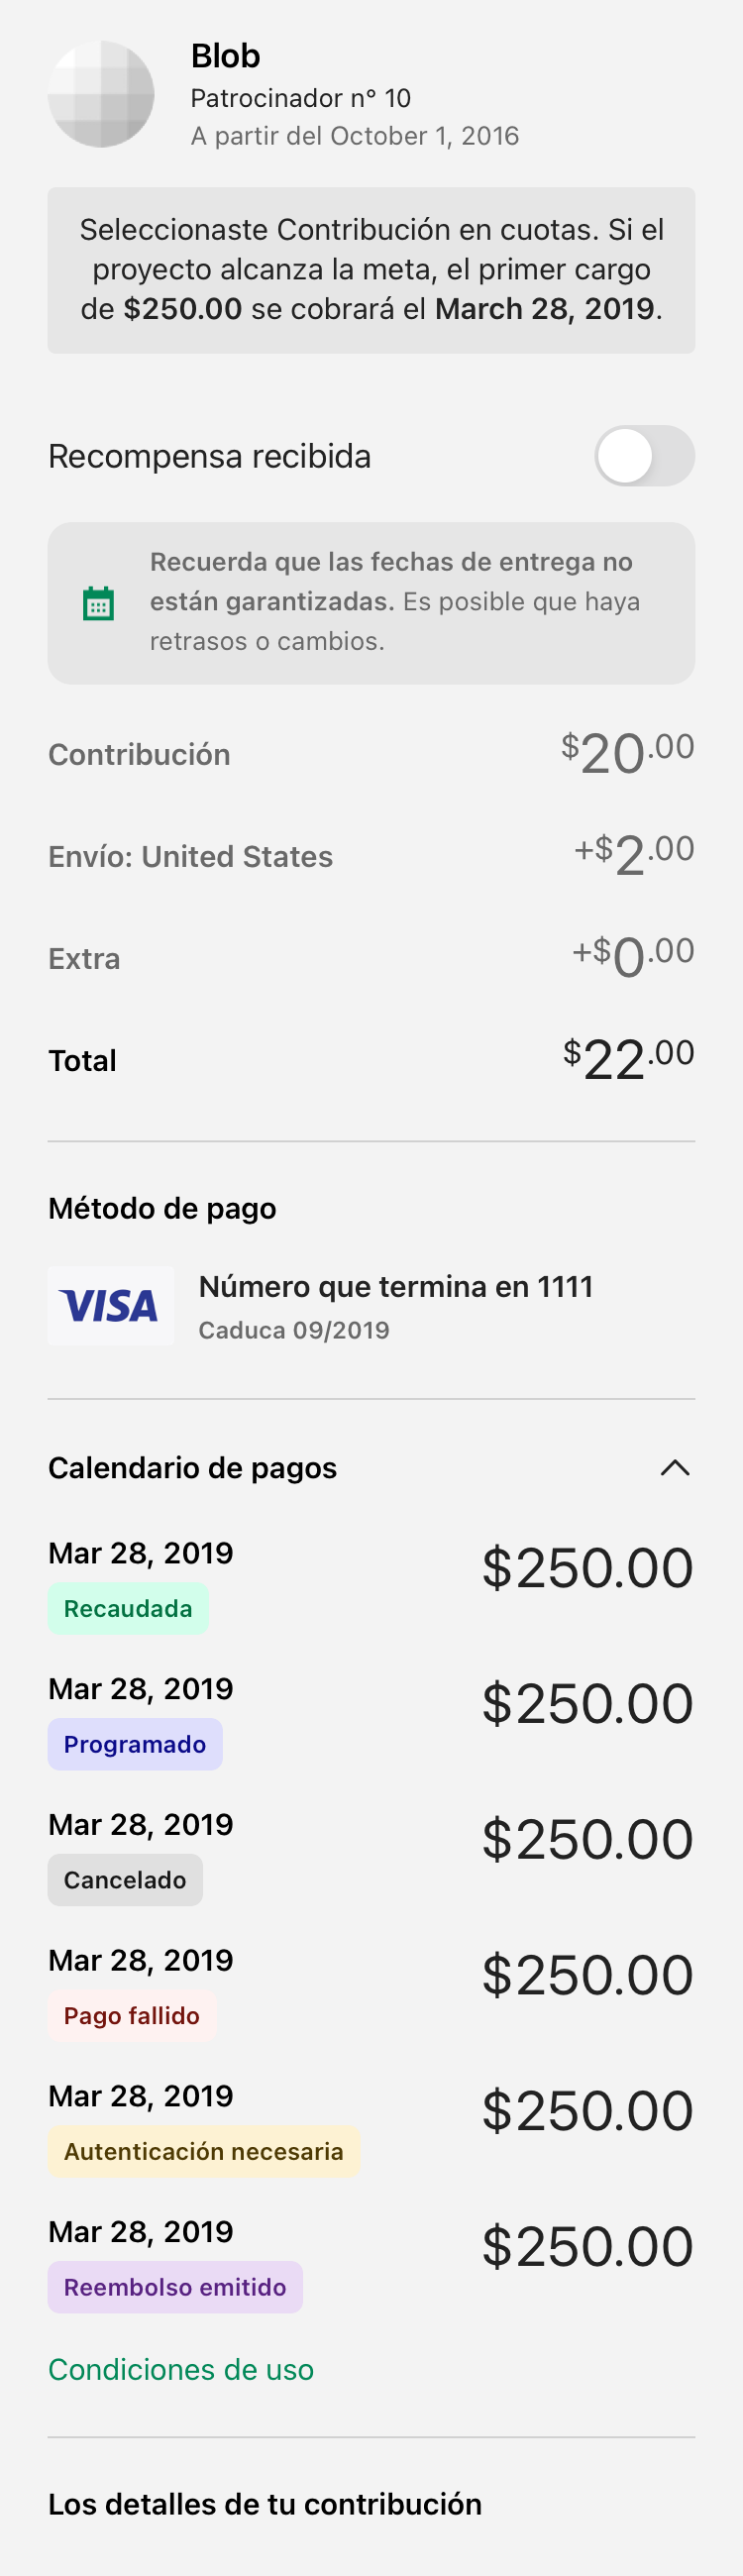 Blob
Patrocinador n° 10
A partir del October 1, 2016
Seleccionaste Contribución en cuotas. Si el
proyecto alcanza la meta, el primer cargo
de $250.00 se cobrará el March 28, 2019.
Recompensa recibida
Recuerda que las fechas de entrega no
están garantizadas. Es posible que haya
retrasos o cambios.
Contribución $20.00
Envío: United States +$2.00
Extra +$0.00
Total $22.00
Método de pago
VISA
Número que termina en 1111
Caduca 09/2019
Calendario de pagos
Mar 28, 2019 $250.00
Recaudada
Mar 28, 2019 $250.00
Programado
Mar 28, 2019 $250.00
Cancelado
Mar 28, 2019 $250.00
Pago fallido
Mar 28, 2019 $250.00
Autenticación necesaria
Mar 28, 2019 $250.00
Reembolso emitido
Condiciones de uso
Los detalles de tu contribución